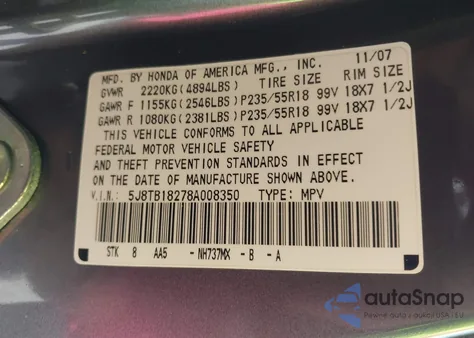 MFD. BY HONDA OF AMERICA MFG., INC. 11/07
GVWR 2220KG(4894LBS) TIRE SIZE RIM SIZE
GAWR F 1155KG(2546LBS)P235/55R18 99V 18X7 1/2J
GAWR R 1080KG(2381LBS)P235/55R18 99V 18X7 1/2J
THIS VEHICLE CONFORMS TO ALL APPLICABLE
FEDERAL MOTOR VEHICLE SAFETY
AND THEFT PREVENTION STANDARDS IN EFFECT
ON THE DATE OF MANUFACTURE SHOWN ABOVE.
V.I.N.: 5J8TB18278A008350 TYPE: MPV
STK 8 AA5 -NH737MX -B -A
autoSnap